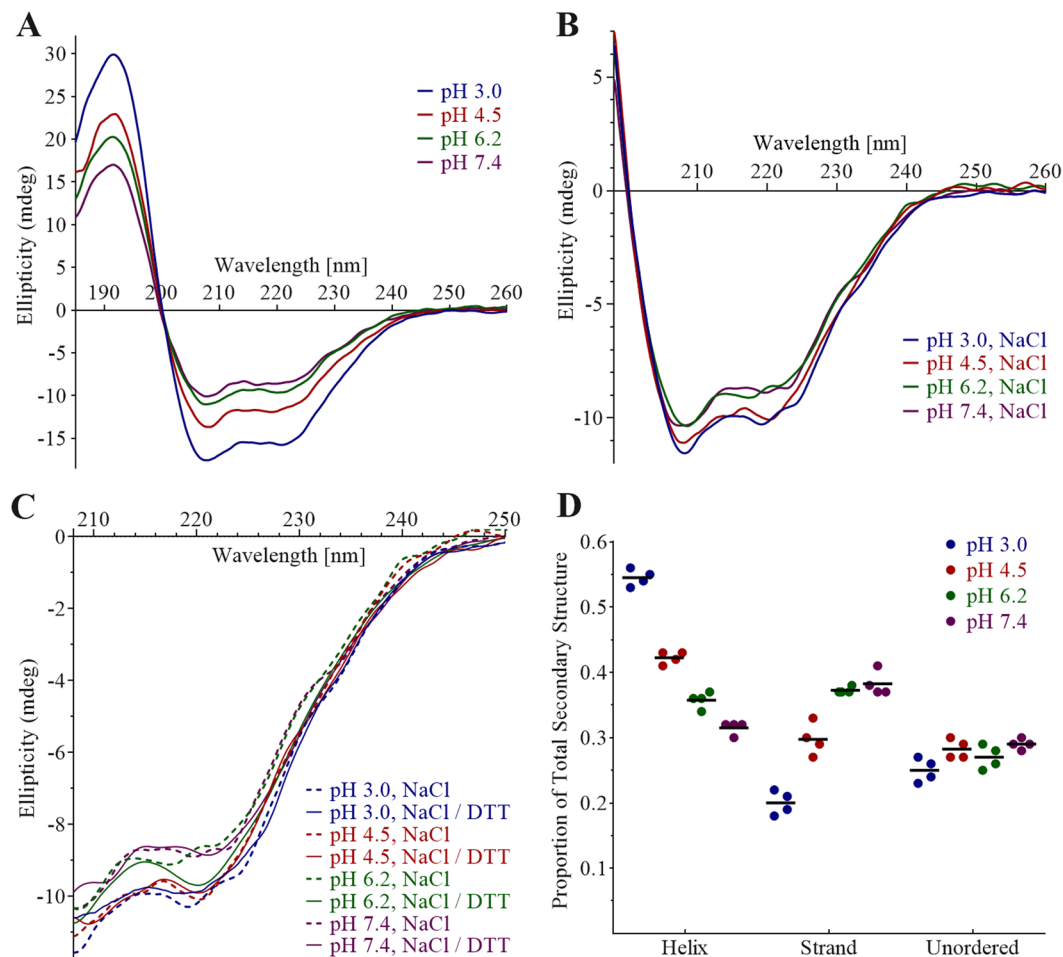 A
Ellipticity (mdeg)
30
25
20
15
10
5
0
-5
-10
-15
Wavelength [nm]
190 200 210 220 230 240 250 260
pH 3.0
pH 4.5
pH 6.2
pH 7.4
B
Ellipticity (mdeg)
5
0
-5
-10
Wavelength [nm]
210 220 230 240 250 260
pH 3.0, NaCl
pH 4.5, NaCl
pH 6.2, NaCl
pH 7.4, NaCl
C
210 220 230 240 250
Wavelength [nm]
Ellipticity (mdeg)
0
-2
-4
-6
-8
-10
pH 3.0, NaCl
pH 3.0, NaCl / DTT
pH 4.5, NaCl
pH 4.5, NaCl / DTT
pH 6.2, NaCl
pH 6.2, NaCl / DTT
pH 7.4, NaCl
pH 7.4, NaCl / DTT
D
Proportion of Total Secondary Structure
0.6
0.5
0.4
0.3
0.2
0.1
pH 3.0
pH 4.5
pH 6.2
pH 7.4
Helix Strand Unordered